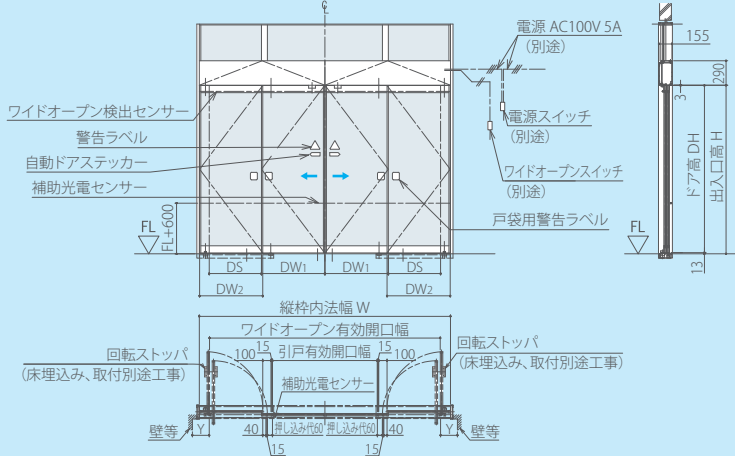 ℄
電源 AC100V 5A
(別途)
155
290
3
ワイドオープン検出センサー
警告ラベル
自動ドアステッカー
補助光電センサー
電源スイッチ
(別途)
ワイドオープンスイッチ
(別途)
戸袋用警告ラベル
ドア高 DH
出入口高 H
FL
FL+600
FL
13
DS
DW1
DW1
DS
DW2
DW2
縦枠内法幅 W
ワイドオープン有効開口幅
回転ストッパ
(床埋込み、取付別途工事)
15
引戸有効開口幅
15
100
100
回転ストッパ
(床埋込み、取付別途工事)
補助光電センサー
壁等
Y
40
押し込み代60
押し込み代60
40
Y
壁等
15
15